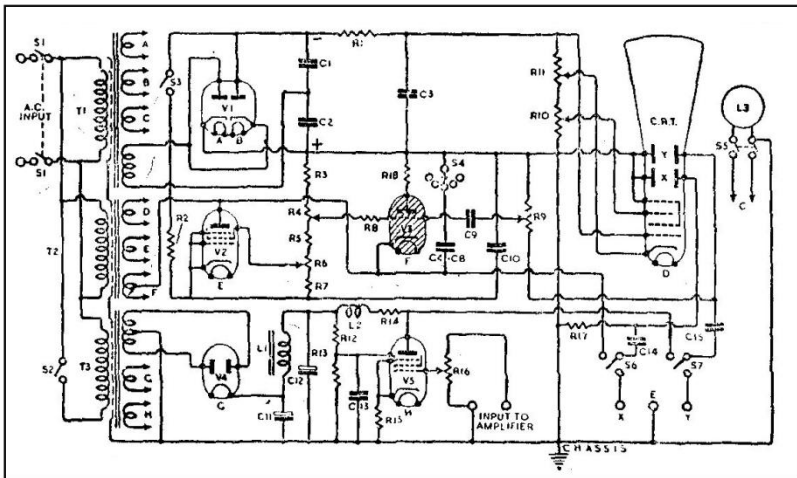 S1
A.C.
INPUT
S1
T1
T2
S2
T3
A
B
C
D
E
F
G
H
S3
R2
V1
A B
V2
E
V4
G
-
C1
C2
+
R3
R4
R5
R6
R7
R1
C3
R18
R8
F
S4
C4-C8
C9
R9
C10
L1
L2
R14
R12
R13
C12
C11
C13
R15
V5
H
R16
INPUT TO
AMPLIFIER
R11
R10
C.R.T.
Y
X
D
L3
S5
C
R17
C14
C15
S6
S7
X
E
Y
CHASSIS